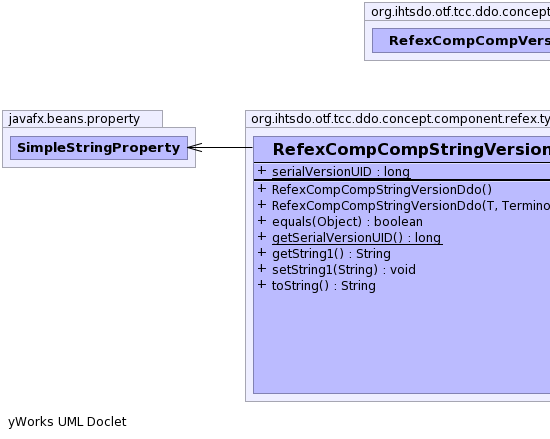 org.ihtsdo.otf.tcc.ddo.concept
RefexCompCompVers
javafx.beans.property
SimpleStringProperty
org.ihtsdo.otf.tcc.ddo.concept.component.refex.ty
RefexCompCompStringVersion
+ serialVersionUID : long
+ RefexCompCompStringVersionDdo()
+ RefexCompCompStringVersionDdo(T, Termino
+ equals(Object) : boolean
+ getSerialVersionUID() : long
+ getString1() : String
+ setString1(String) : void
+ toString() : String
yWorks UML Doclet